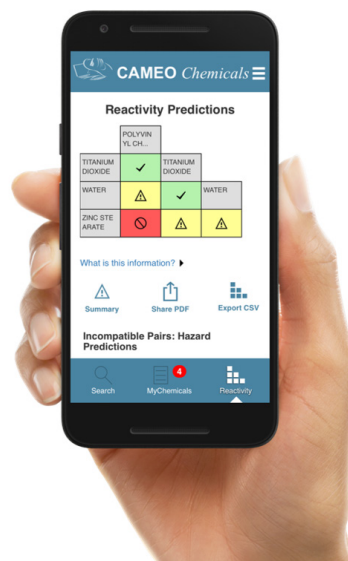 CAMEO Chemicals
Reactivity Predictions
POLYVIN
YL CH...
TITANIUM
DIOXIDE
TITANIUM
DIOXIDE
WATER
WATER
ZINC STE
ARATE
What is this information?
Summary
Share PDF
Export CSV
Incompatible Pairs: Hazard
Predictions
4
Search
MyChemicals
Reactivity